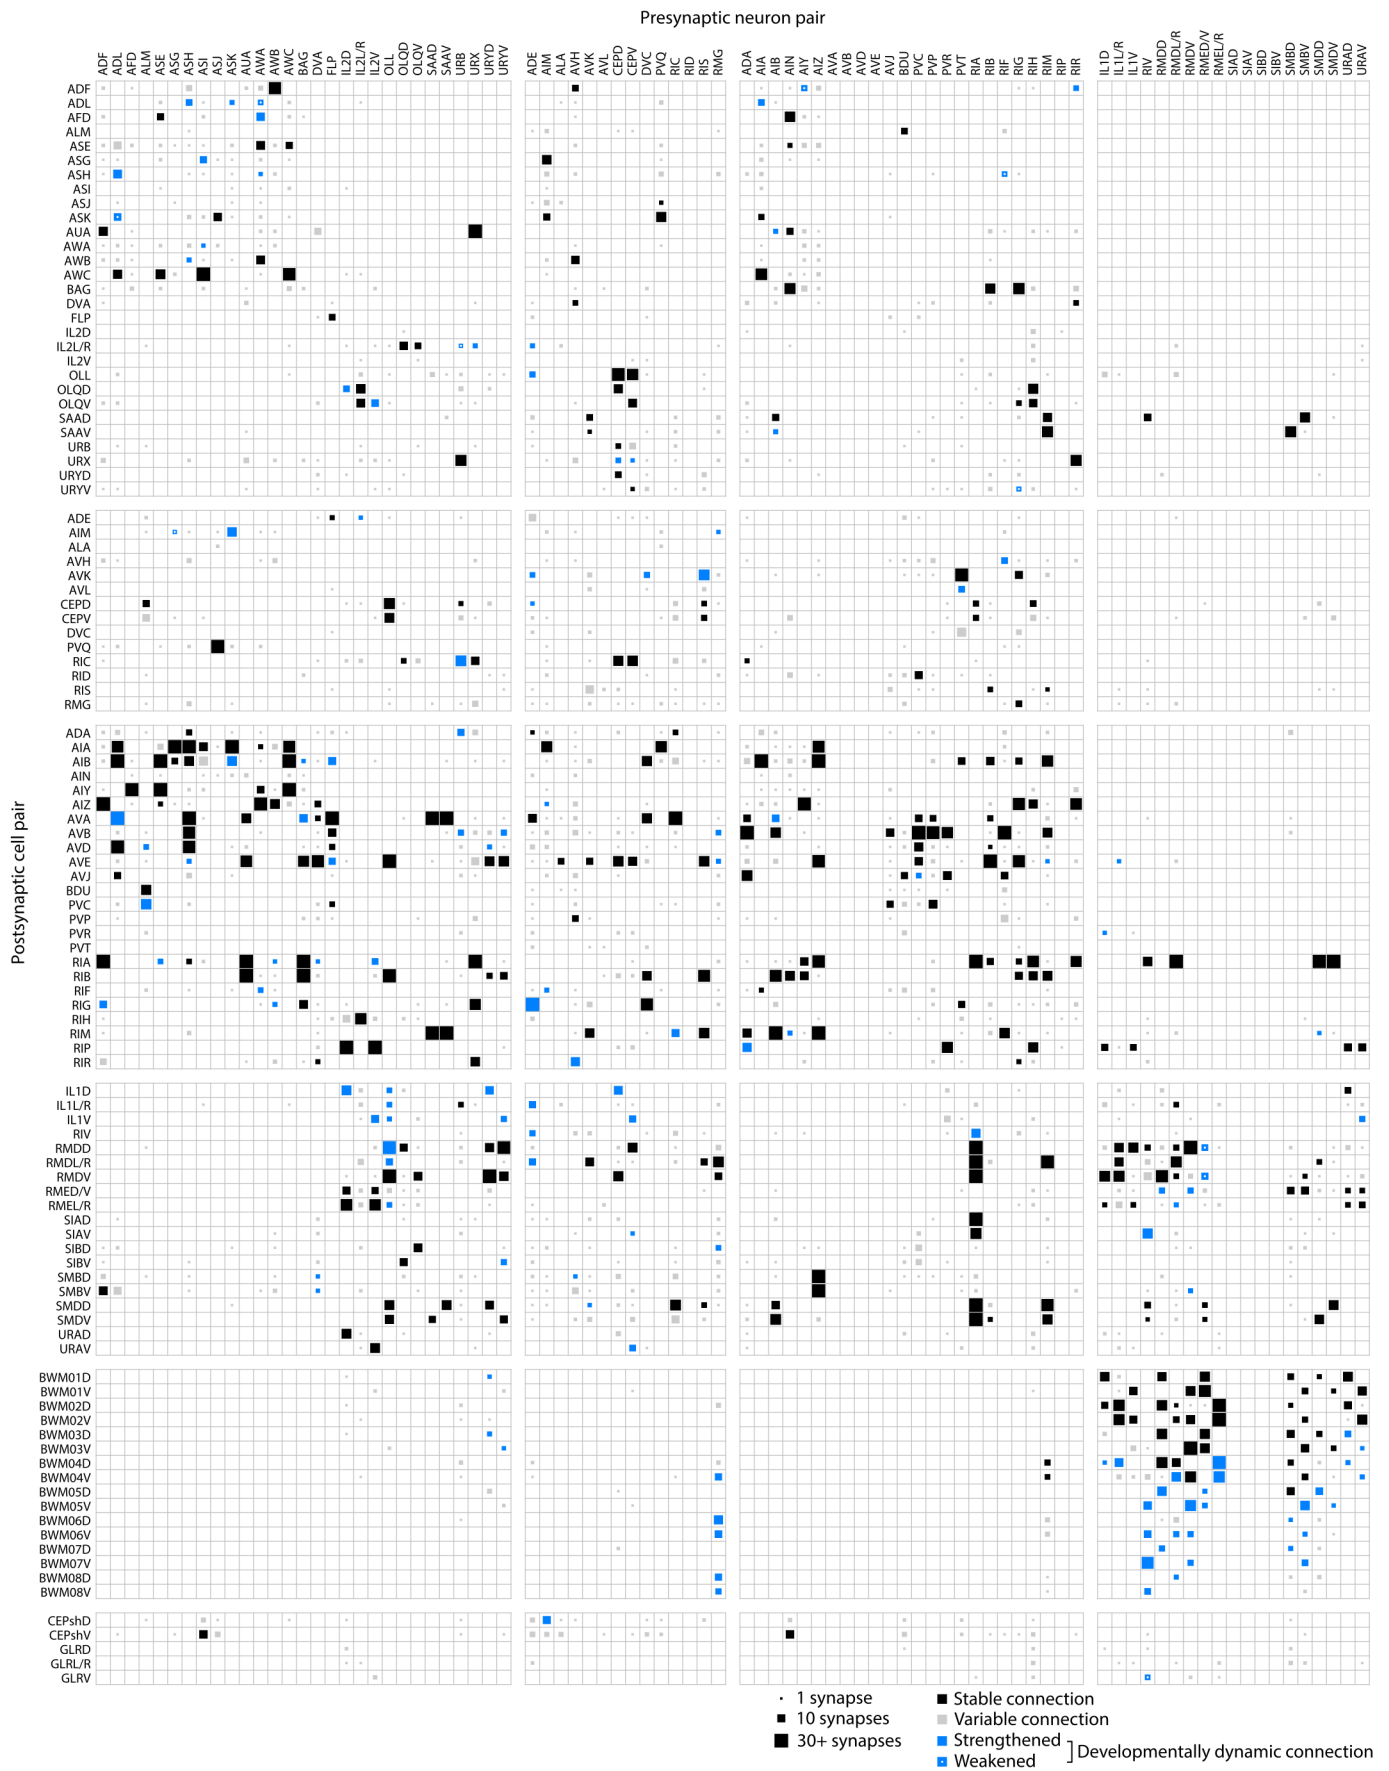 Presynaptic neuron pair
ADF ADL AFD ALM ASE ASG ASH ASI ASJ ASK AUA AWA AWB AWC BAG DVA FLP IL2D IL2L/R IL2V OLL OLQD OLQV SAAD SAAV URB URX URYD URYV ADE AIM ALA AVH AVK AVL CEPD CEPV DVC PVQ RIC RID RIS RMG ADA AIA AIB AIN AIY AIZ AVA AVB AVD AVE AVJ BDU PVC PVP PVR PVT RIA RIB RIF RIG RIH RIM RIP RIR IL1D IL1L/R IL1V RIV RMDD RMDL/R RMDV RMED/V RMEL/R SIAD SIAV SIBD SIBV SMBD SMBV SMDD SMDV URAD URAV
Postsynaptic cell pair
ADF
ADL
AFD
ALM
ASE
ASG
ASH
ASI
ASJ
ASK
AUA
AWA
AWB
AWC
BAG
DVA
FLP
IL2D
IL2L/R
IL2V
OLL
OLQD
OLQV
SAAD
SAAV
URB
URX
URYD
URYV
ADE
AIM
ALA
AVH
AVK
AVL
CEPD
CEPV
DVC
PVQ
RIC
RID
RIS
RMG
ADA
AIA
AIB
AIN
AIY
AIZ
AVA
AVB
AVD
AVE
AVJ
BDU
PVC
PVP
PVR
PVT
RIA
RIB
RIF
RIG
RIH
RIM
RIP
RIR
IL1D
IL1L/R
IL1V
RIV
RMDD
RMDL/R
RMDV
RMED/V
RMEL/R
SIAD
SIAV
SIBD
SIBV
SMBD
SMBV
SMDD
SMDV
URAD
URAV
BWM01D
BWM01V
BWM02D
BWM02V
BWM03D
BWM03V
BWM04D
BWM04V
BWM05D
BWM05V
BWM06D
BWM06V
BWM07D
BWM07V
BWM08D
BWM08V
CEPshD
CEPshV
GLRD
GLRL/R
GLRV
1 synapse
10 synapses
30+ synapses
Stable connection
Variable connection
Strengthened
Weakened
Developmentally dynamic connection